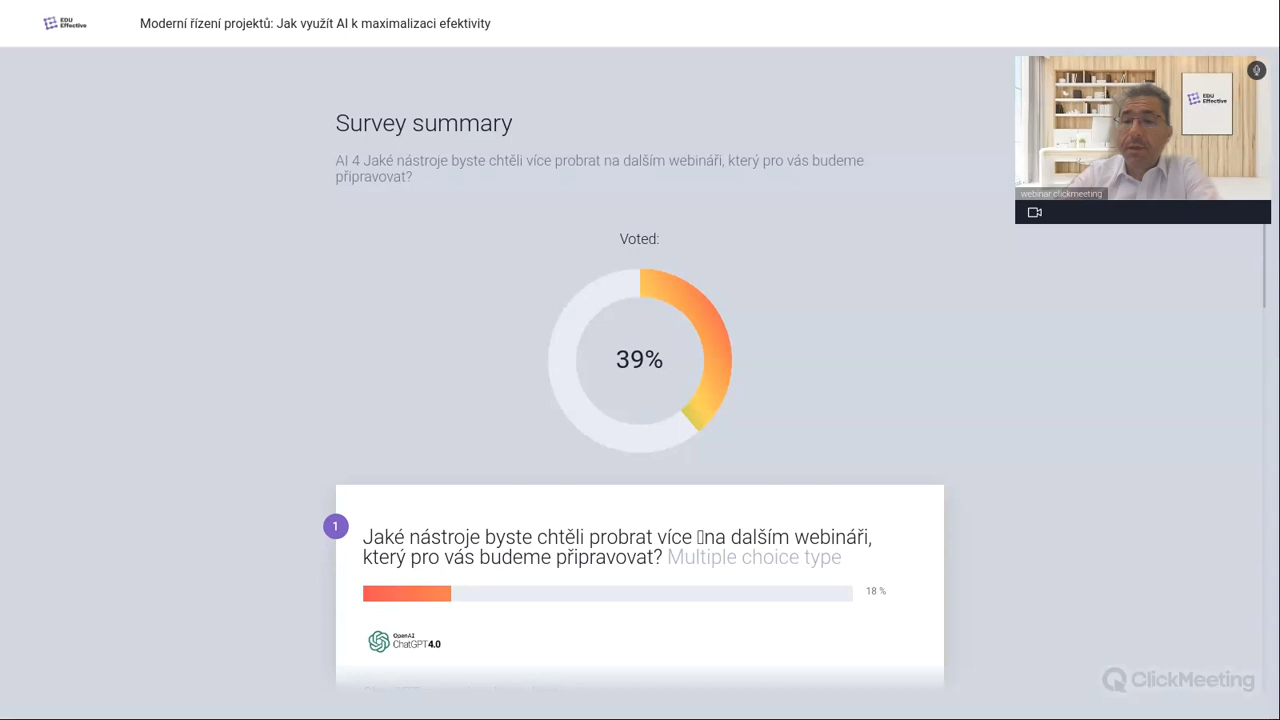 EDU
Effective
Moderní řízení projektů: Jak využít AI k maximalizaci efektivity
EDU
Effective
webinar clickmeeting
Survey summary
AI 4 Jaké nástroje byste chtěli více probrat na dalším webináři, který pro vás budeme
připravovat?
Voted:
39%
1
Jaké nástroje byste chtěli probrat více na dalším webináři,
který pro vás budeme připravovat? Multiple choice type
18 %
OpenAI
ChatGPT4.0
ClickMeeting